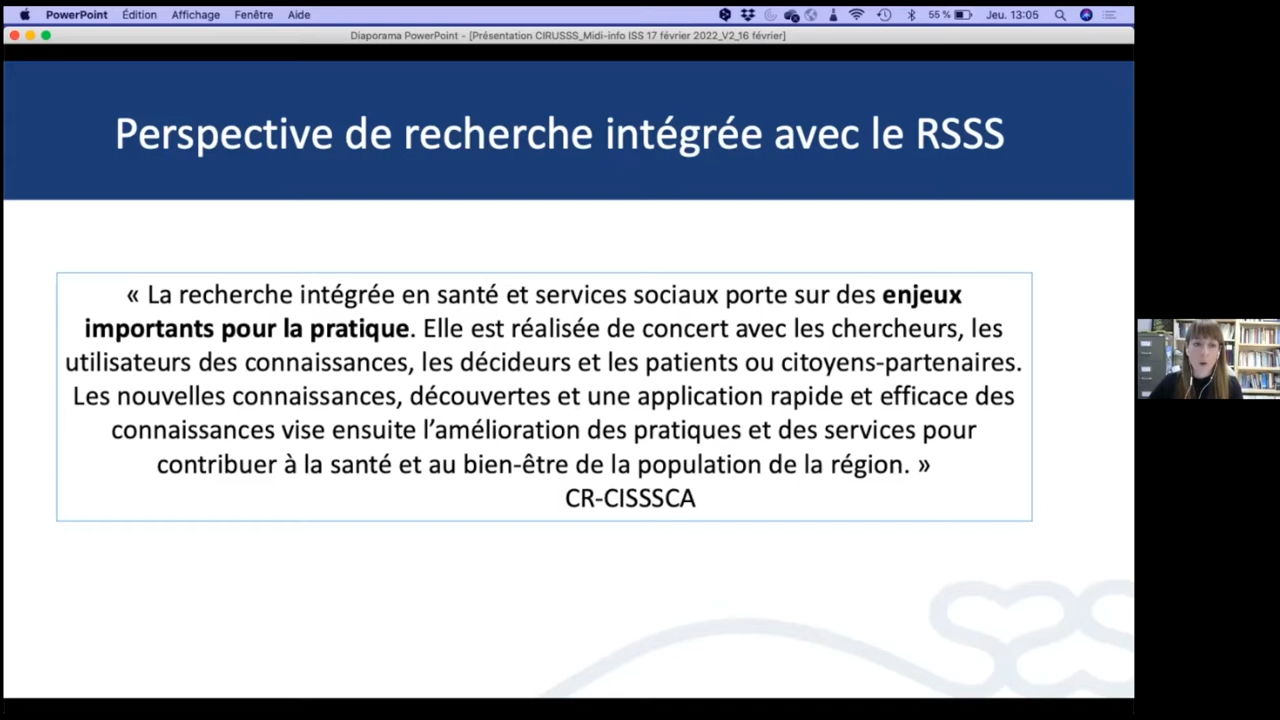 PowerPoint Édition Affichage Fenêtre Aide 55 % Jeu. 13:05
Diaporama PowerPoint - [Présentation CIRUSSS_Midi-info ISS 17 février 2022_V2_16 février]
Perspective de recherche intégrée avec le RSSS
« La recherche intégrée en santé et services sociaux porte sur des enjeux
importants pour la pratique. Elle est réalisée de concert avec les chercheurs, les
utilisateurs des connaissances, les décideurs et les patients ou citoyens-partenaires.
Les nouvelles connaissances, découvertes et une application rapide et efficace des
connaissances vise ensuite l’amélioration des pratiques et des services pour
contribuer à la santé et au bien-être de la population de la région. »
CR-CISSSCA